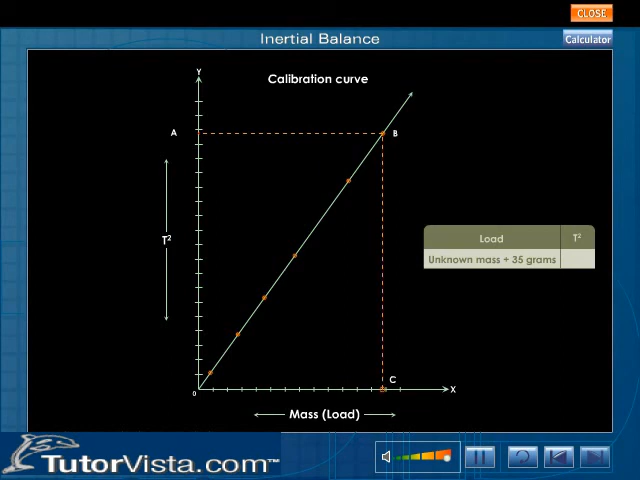 CLOSE
Inertial Balance
Calculator
Y
Calibration curve
A
B
T²
Load
T²
Unknown mass + 35 grams
C
0
X
Mass (Load)
TutorVista.com™